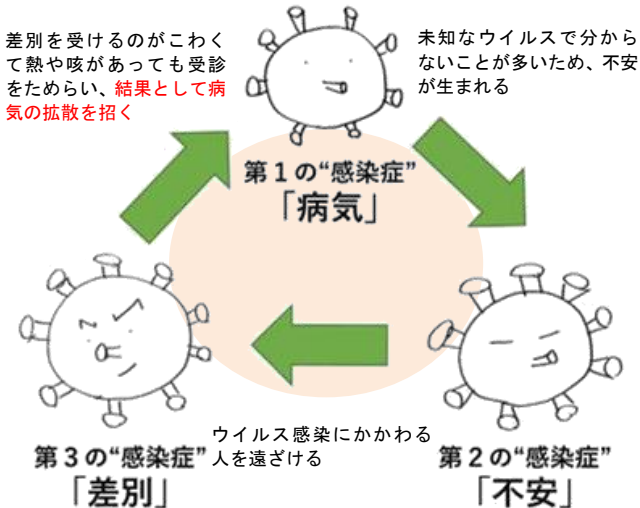 差別を受けるのがこわく
て熱や咳があっても受診
をためらい、結果として病
気の拡散を招く
未知なウイルスで分から
ないことが多いため、不安
が生まれる
第1の“感染症”
「病気」
ウイルス感染にかかわる
人を遠ざける
第3の“感染症”
「差別」
第2の“感染症”
「不安」